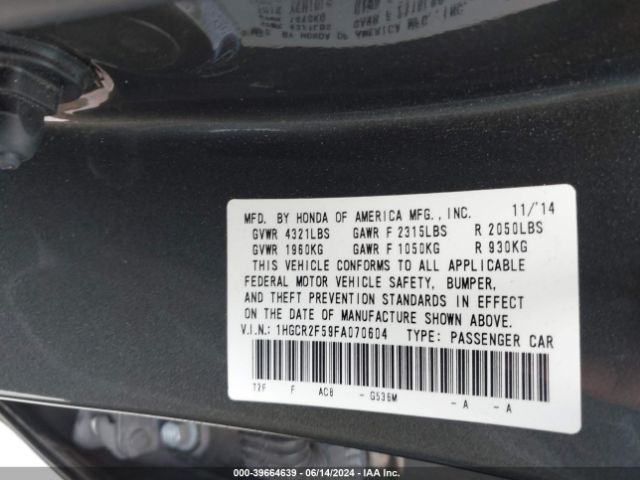 MFD. BY HONDA OF AMERICA MFG., INC. 11/'14
GVWR 4321LBS GAWR F 2315LBS R 2050LBS
GVWR 1960KG GAWR F 1050KG R 930KG
THIS VEHICLE CONFORMS TO ALL APPLICABLE
FEDERAL MOTOR VEHICLE SAFETY, BUMPER,
AND THEFT PREVENTION STANDARDS IN EFFECT
ON THE DATE OF MANUFACTURE SHOWN ABOVE.
V.I.N.: 1HGCR2F59FA070604 TYPE: PASSENGER CAR
T2F F AC8 - G536M - A - A
000-39664639 - 06/14/2024 - IAA Inc.